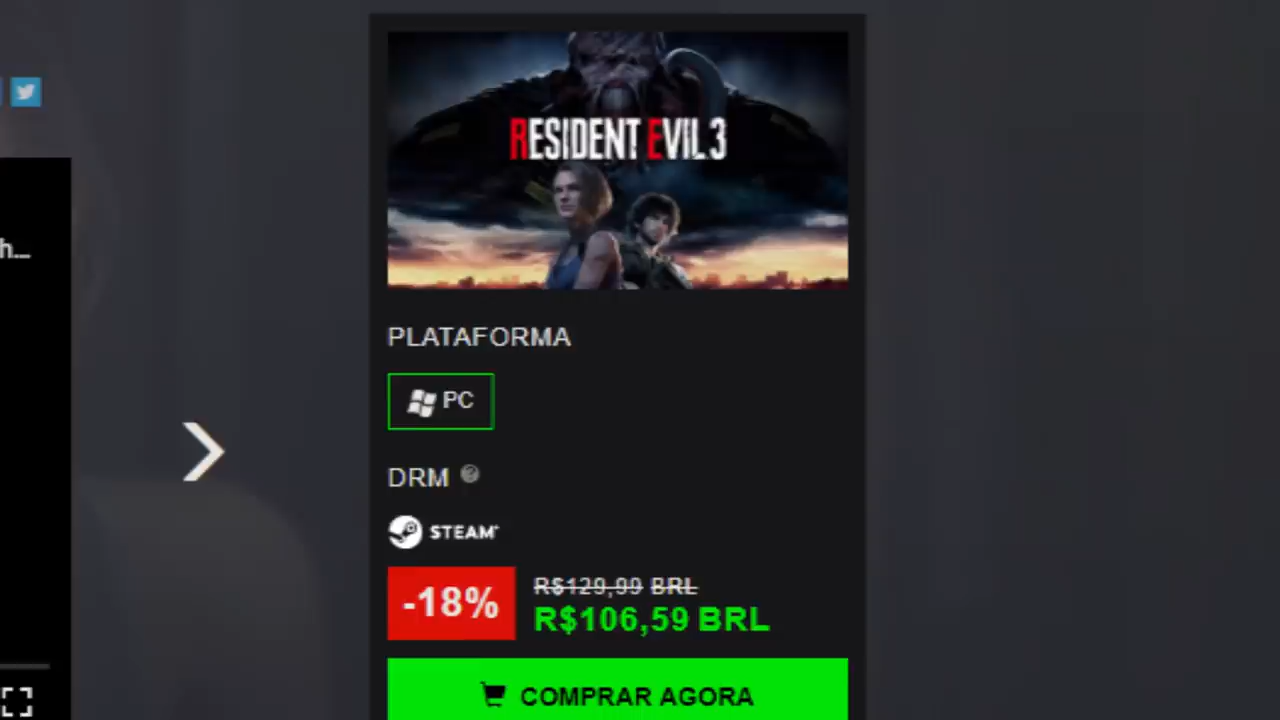 h...
RESIDENT EVIL 3
PLATAFORMA
PC
DRM
STEAM
-18%
R$129,99 BRL
R$106,59 BRL
COMPRAR AGORA